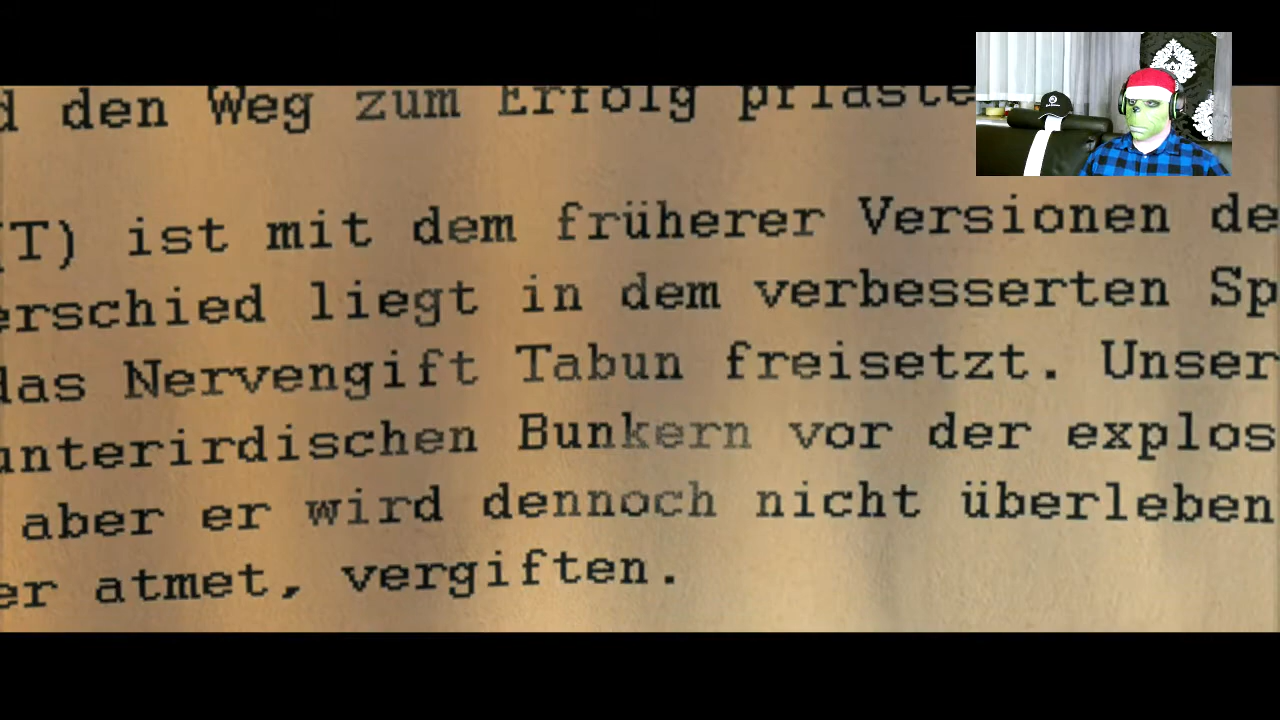 d den Weg zum Erfolg pflaste
(T) ist mit dem früherer Versionen de
erschied liegt in dem verbesserten Sp
das Nervengift Tabun freisetzt. Unser
unterirdischen Bunkern vor der explos
aber er wird dennoch nicht überleben
er atmet, vergiften.